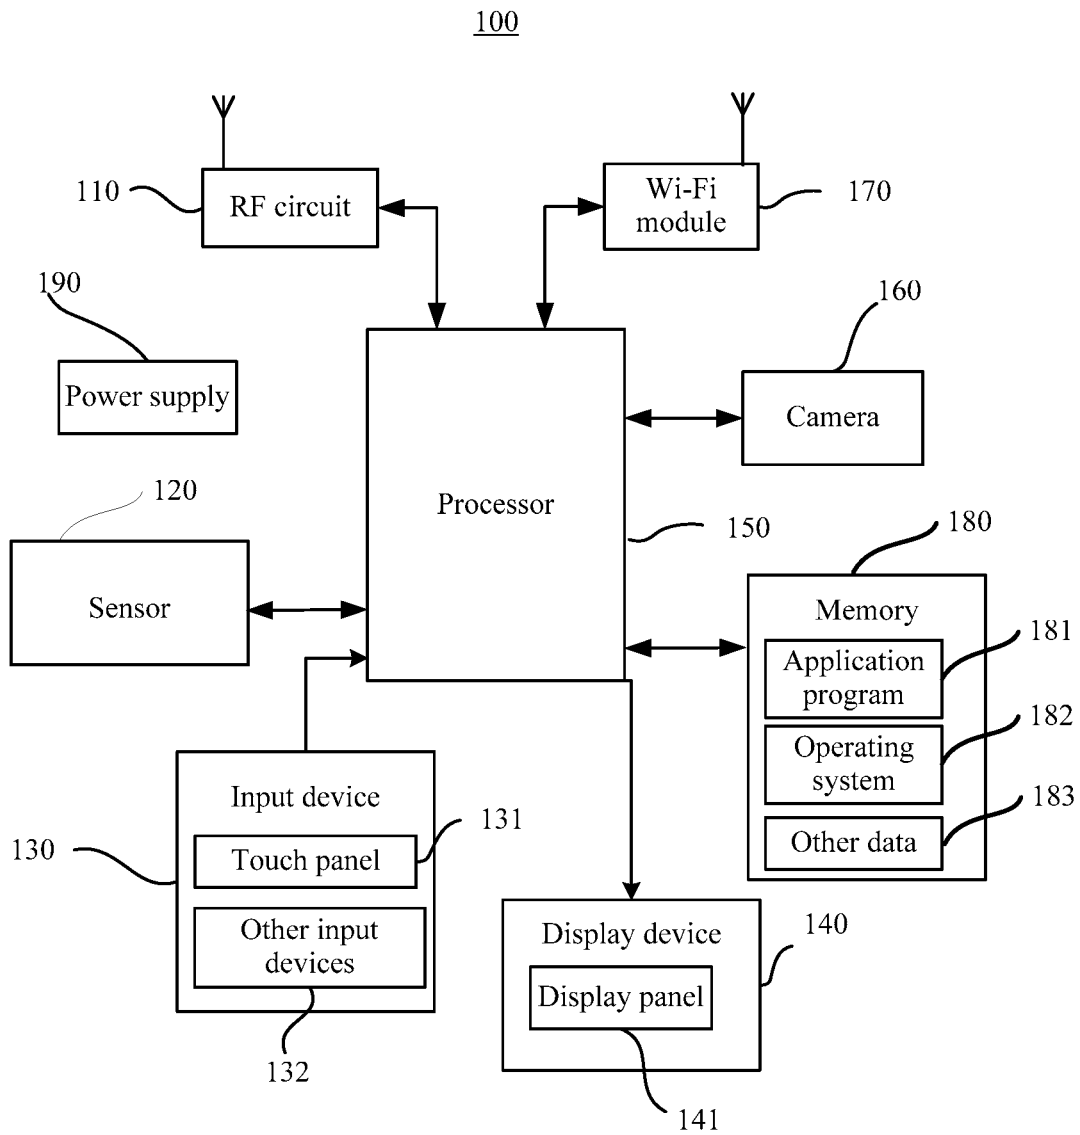 100
110
RF circuit
Wi-Fi
module
170
190
Power supply
160
Camera
120
Sensor
Processor
150
180
Memory
Application
program
181
Operating
system
182
Other data
183
Input device
130
Touch panel
131
Other input
devices
132
Display device
140
Display panel
141